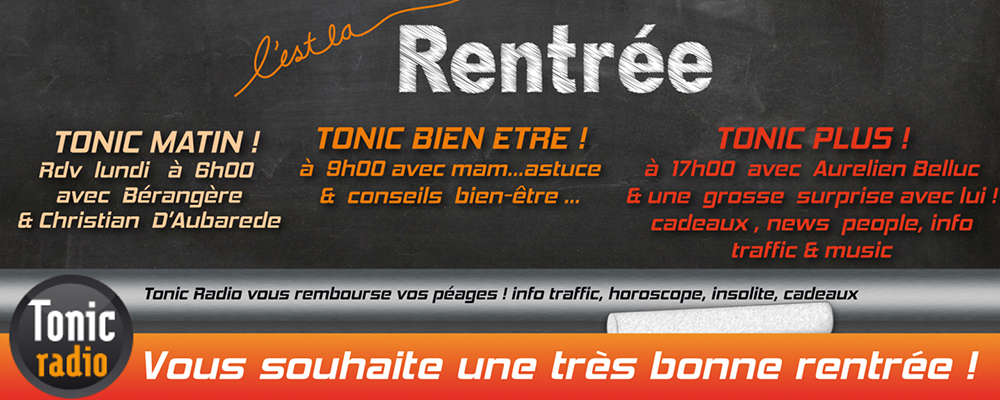 c'est la
Rentrée
TONIC MATIN !
Rdv lundi à 6h00
avec Bérangère
& Christian D'Aubarede
TONIC BIEN ETRE !
à 9h00 avec mam...astuce
& conseils bien-être ...
TONIC PLUS !
à 17h00 avec Aurelien Belluc
& une grosse surprise avec lui !
cadeaux , news people, info
traffic & music
Tonic Radio vous rembourse vos péages ! info traffic, horoscope, insolite, cadeaux
Tonic
radio
Vous souhaite une très bonne rentrée !